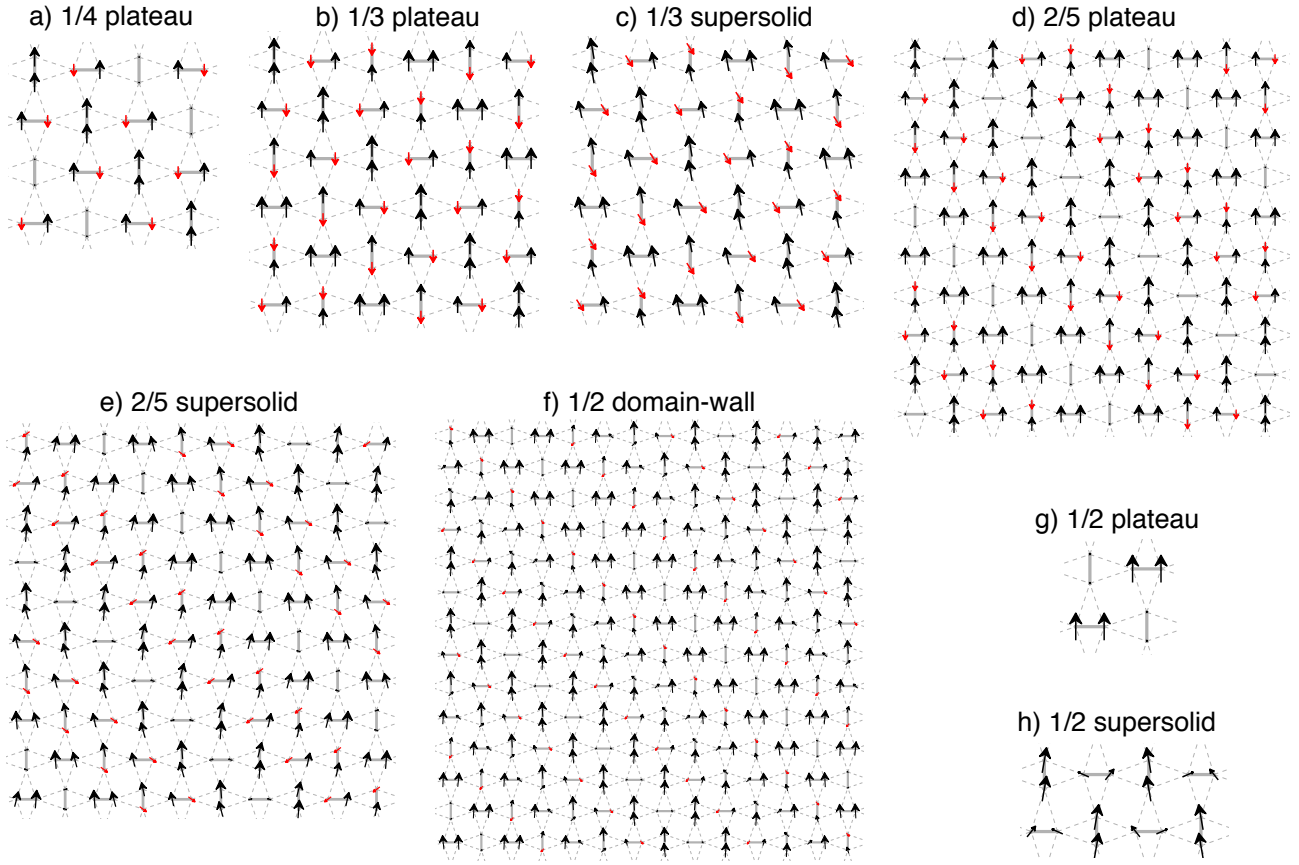 a) 1/4 plateau
b) 1/3 plateau
c) 1/3 supersolid
d) 2/5 plateau
e) 2/5 supersolid
f) 1/2 domain-wall
g) 1/2 plateau
h) 1/2 supersolid